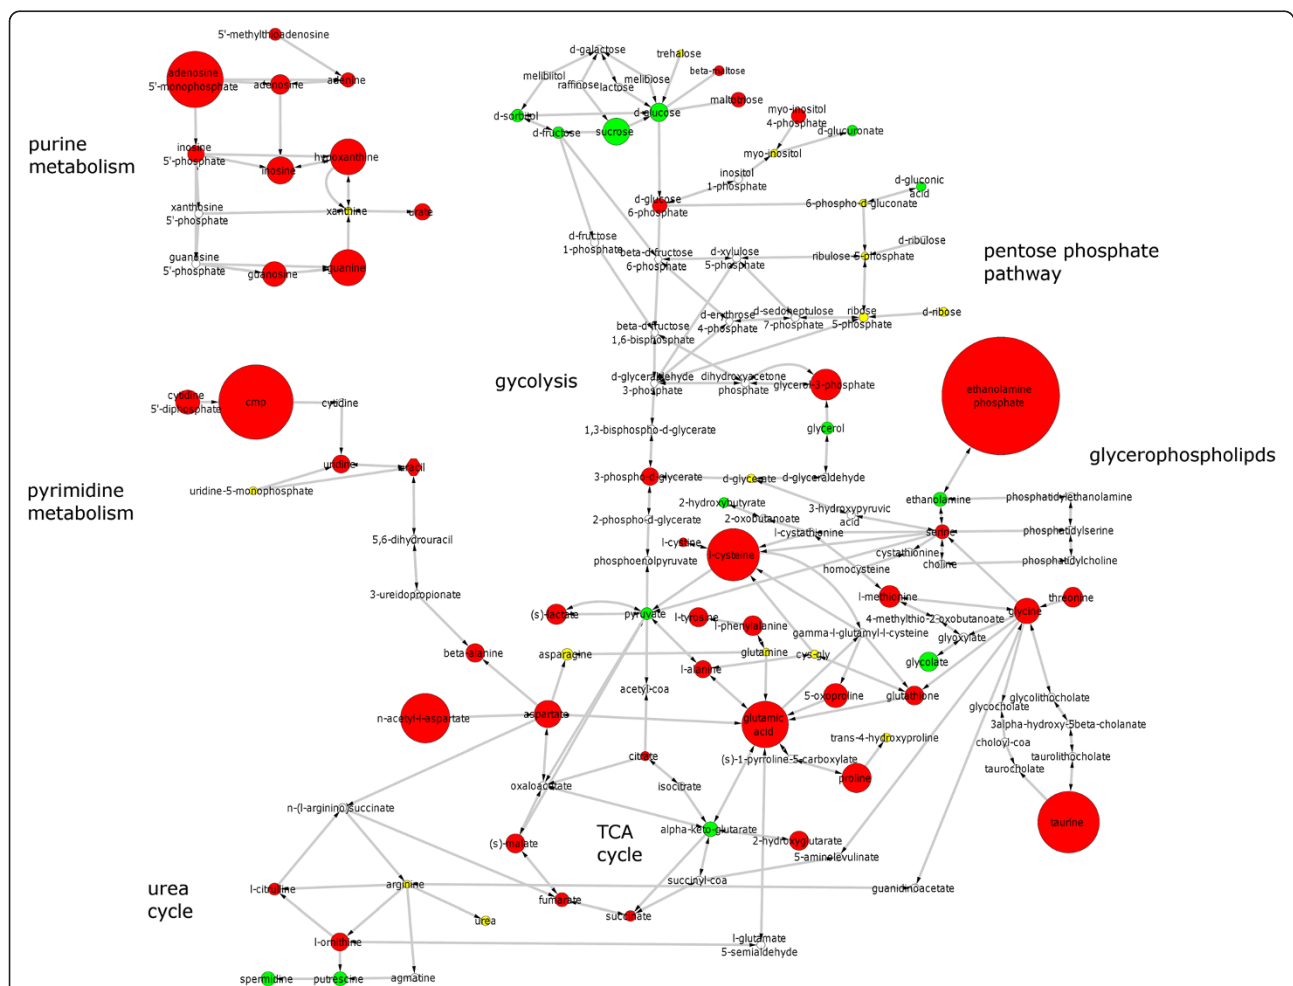 5'-methylthioadenosine
adenosine
5'-monophosphate
adenosine
adenine
purine
metabolism
inosine
5'-phosphate
inosine
hypoxanthine
xanthosine
5'-phosphate
xanthine
urate
guanosine
5'-phosphate
guanosine
guanine
d-galactose
trehalose
melibiitol
raffinose
melibiose
lactose
beta-maltose
d-sorbitol
d-fructose
sucrose
d-glucose
maltotriose
myo-inositol
4-phosphate
d-glucuronate
myo-inositol
inositol
1-phosphate
d-gluconic
acid
d-glucose
6-phosphate
6-phospho-d-gluconate
d-fructose
1-phosphate
beta-d-fructose
6-phosphate
d-xylulose
5-phosphate
d-ribulose
ribulose-5-phosphate
pentose phosphate
pathway
d-erythrose
4-phosphate
d-sedoheptulose
7-phosphate
ribose
5-phosphate
d-ribose
beta-d-fructose
1,6-bisphosphate
gycolysis
d-glyceraldehyde
3-phosphate
dihydroxyacetone
phosphate
glycerol-3-phosphate
ethanolamine
phosphate
cytidine
5'-diphosphate
cmp
cytidine
uridine
uracil
uridine-5-monophosphate
pyrimidine
metabolism
5,6-dihydrouracil
3-ureidopropionate
beta-alanine
1,3-bisphospho-d-glycerate
glycerol
glycerophospholipds
3-phospho-d-glycerate
d-glycerate
d-glyceraldehyde
2-hydroxybutyrate
3-hydroxypyruvic
acid
ethanolamine
phosphatidylethanolamine
2-phospho-d-glycerate
2-oxobutanoate
l-cystathionine
serine
phosphatidylserine
l-cystine
l-cysteine
phosphoenolpyruvate
cystathionine
choline
phosphatidylcholine
homocysteine
(s)-lactate
pyruvate
l-tyrosine
l-phenylalanine
l-methionine
threonine
glycine
4-methylthio-2-oxobutanoate
gamma-l-glutamyl-l-cysteine
glyoxylate
asparagine
glutamine
cys-gly
glycolate
l-alanine
acetyl-coa
5-oxoproline
glutathione
glycolithocholate
glycocholate
3alpha-hydroxy-5beta-cholanate
n-acetyl-l-aspartate
aspartate
glutamic
acid
trans-4-hydroxyproline
choloyl-coa
taurolithocholate
taurocholate
citrate
(s)-1-pyrroline-5-carboxylate
proline
oxaloacetate
isocitrate
n-(l-arginino)succinate
taurine
(s)-malate
TCA
cycle
alpha-keto-glutarate
2-hydroxyglutarate
5-aminolevulinate
succinyl-coa
guanidinoacetate
urea
cycle
l-citrulline
arginine
fumarate
succinate
urea
l-ornithine
l-glutamate
5-semialdehyde
spermidine
putrescine
agmatine